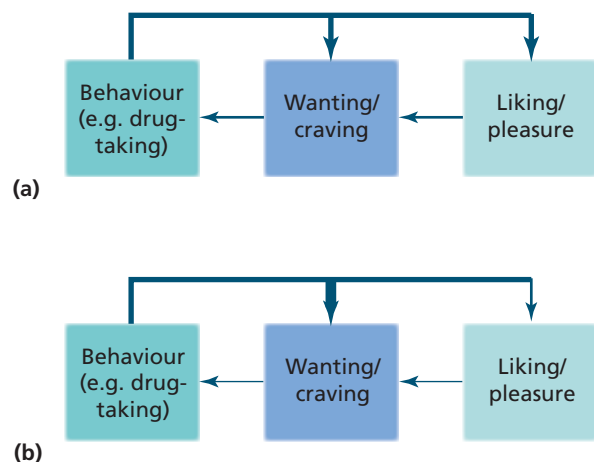 Behaviour
(e.g. drug-
taking)
Wanting/
craving
Liking/
pleasure
(a)
Behaviour
(e.g. drug-
taking)
Wanting/
craving
Liking/
pleasure
(b)